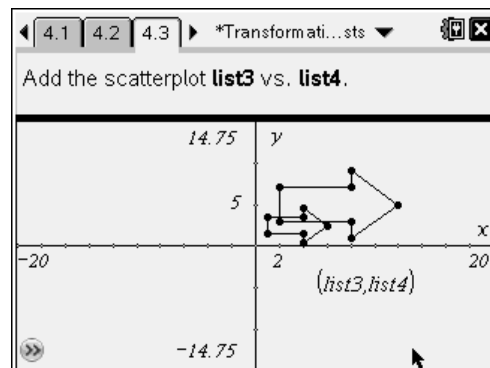 4.1 4.2 4.3 *Transformati...sts
Add the scatterplot list3 vs. list4.
14.75 y
5
x
-20 2 20
(list3,list4)
-14.75